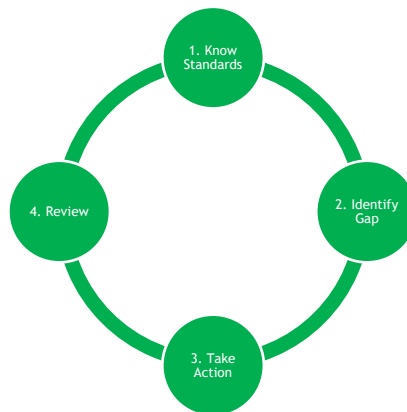 1. Know
Standards
2. Identify
Gap
3. Take
Action
4. Review